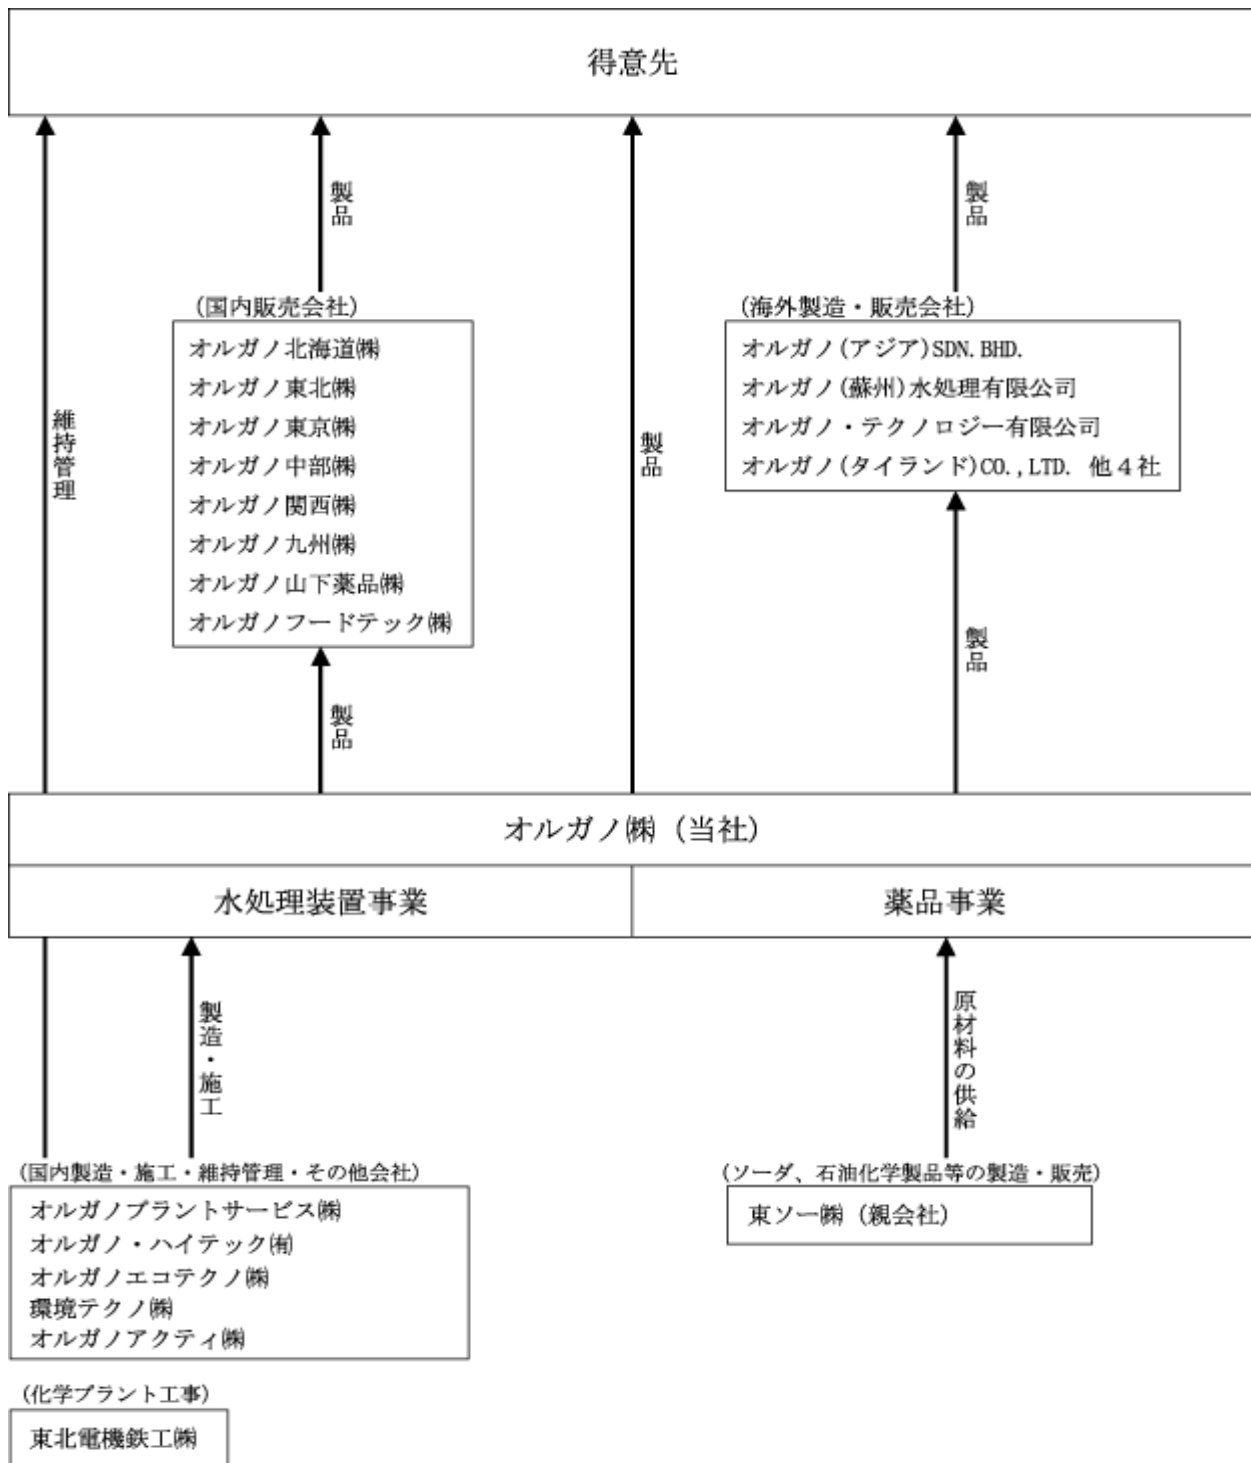 得意先
製品
製品
(国内販売会社)
(海外製造・販売会社)
オルガノ北海道㈱
オルガノ東北㈱
オルガノ東京㈱
オルガノ中部㈱
オルガノ関西㈱
オルガノ九州㈱
オルガノ山下薬品㈱
オルガノフードテック㈱
オルガノ(アジア)SDN.BHD.
オルガノ(蘇州)水処理有限公司
オルガノ・テクノロジー有限公司
オルガノ(タイランド)CO.,LTD. 他４社
維持管理
製品
製品
製品
オルガノ㈱（当社）
水処理装置事業
薬品事業
製造・施工
原材料の供給
(国内製造・施工・維持管理・その他会社)
(ソーダ、石油化学製品等の製造・販売)
オルガノプラントサービス㈱
オルガノ・ハイテック㈲
オルガノエコテクノ㈱
環境テクノ㈱
オルガノアクティ㈱
東ソー㈱（親会社）
(化学プラント工事)
東北電機鉄工㈱